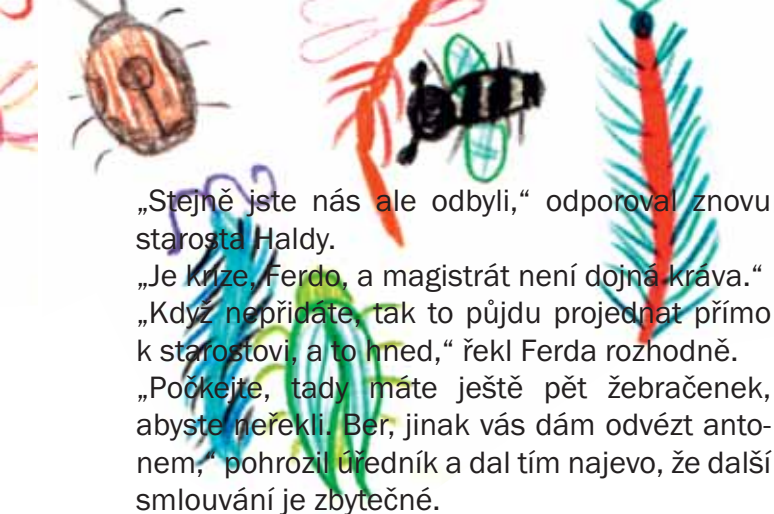 „Stejně jste nás ale odbyli,“ odporoval znovu
starosta Haldy.
„Je krize, Ferdo, a magistrát není dojná kráva.“
„Když nepřidáte, tak to půjdu projednat přímo
k starostovi, a to hned,“ řekl Ferda rozhodně.
„Počkejte, tady máte ještě pět žebračenek,
abyste neřekli. Ber, jinak vás dám odvézt anto-
nem,“ pohrozil úředník a dal tím najevo, že další
smlouvání je zbytečné.